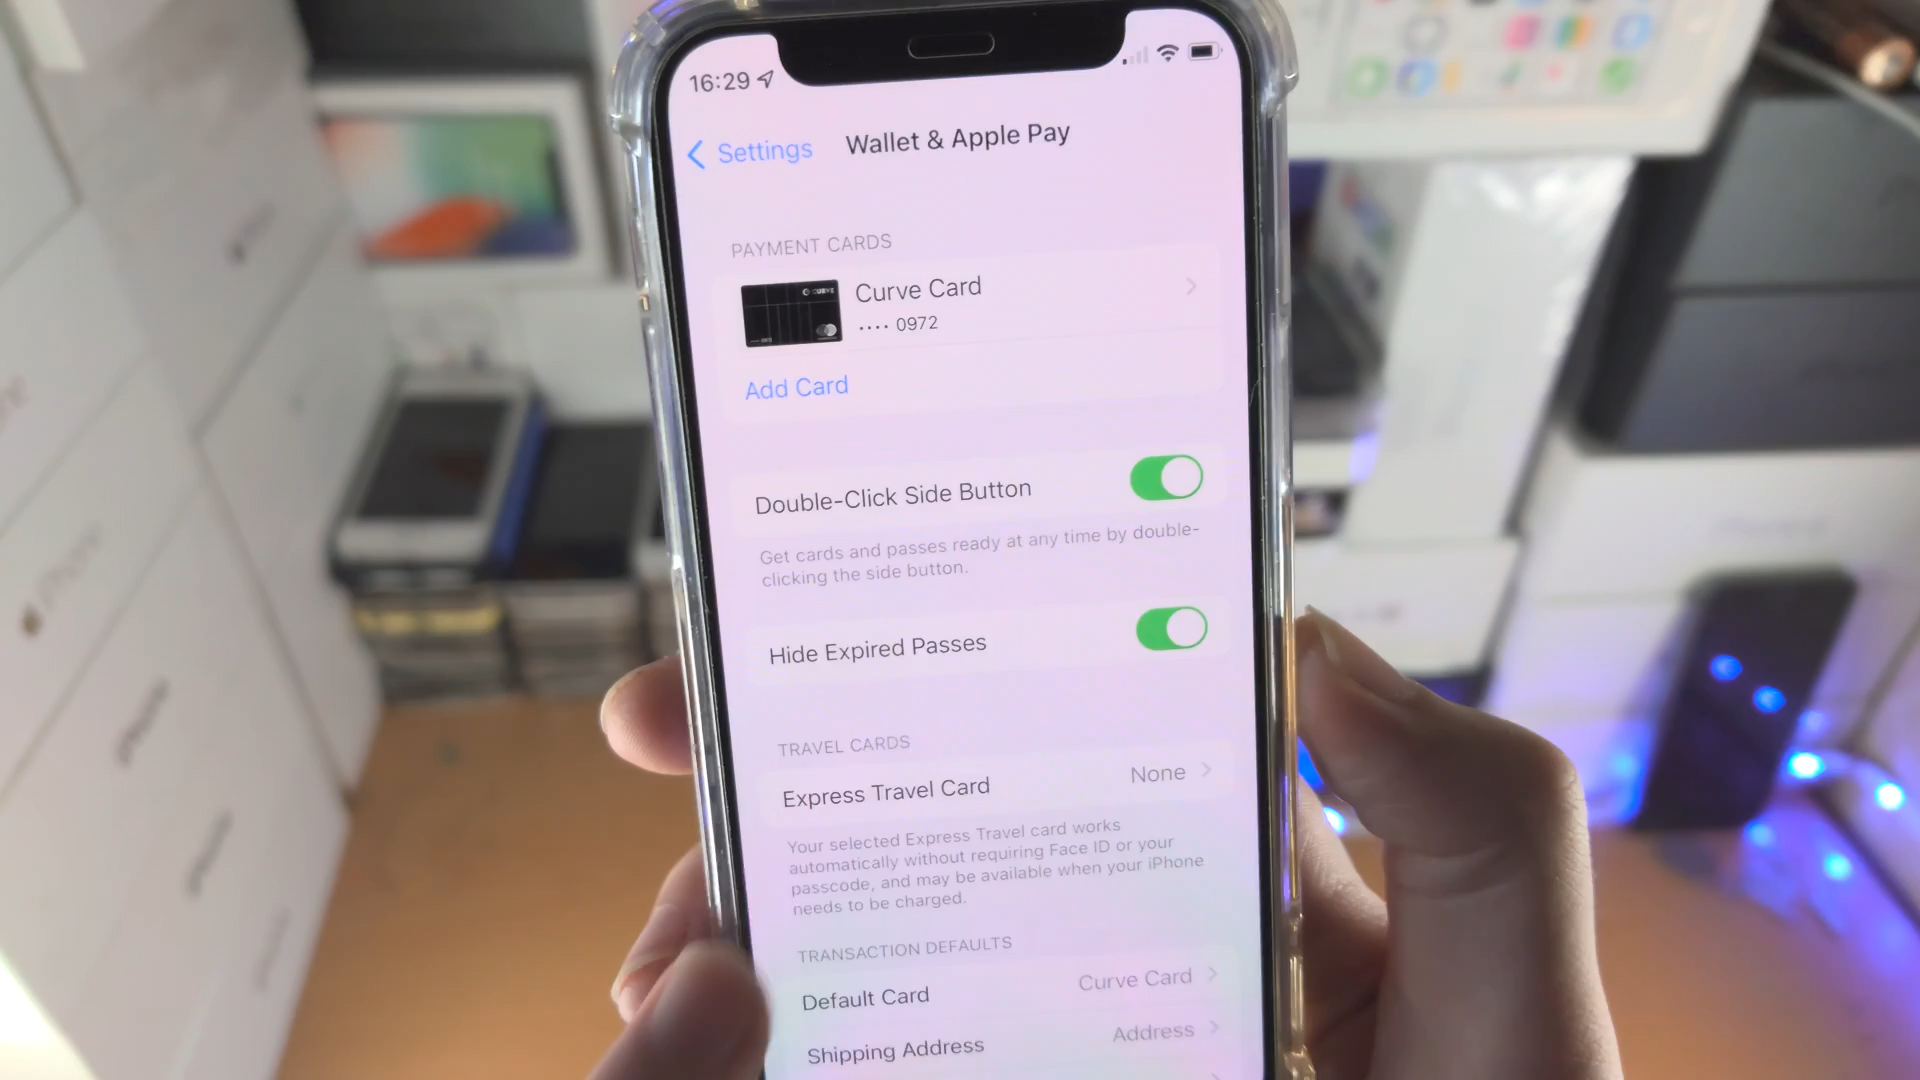 16:29
Settings
Wallet & Apple Pay
PAYMENT CARDS
CURVE
Curve Card
•••• 0972
Add Card
Double-Click Side Button
Get cards and passes ready at any time by double-
clicking the side button.
Hide Expired Passes
TRAVEL CARDS
Express Travel Card
None
Your selected Express Travel card works
automatically without requiring Face ID or your
passcode, and may be available when your iPhone
needs to be charged.
TRANSACTION DEFAULTS
Default Card
Curve Card
Shipping Address
Address